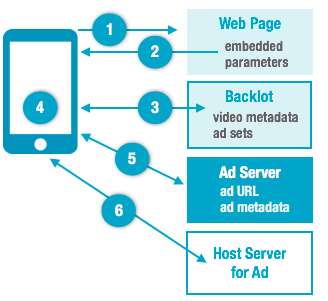 1
Web Page
2
embedded
parameters
4
3
Backlot
video metadata
ad sets
5
Ad Server
ad URL
ad metadata
6
Host Server
for Ad